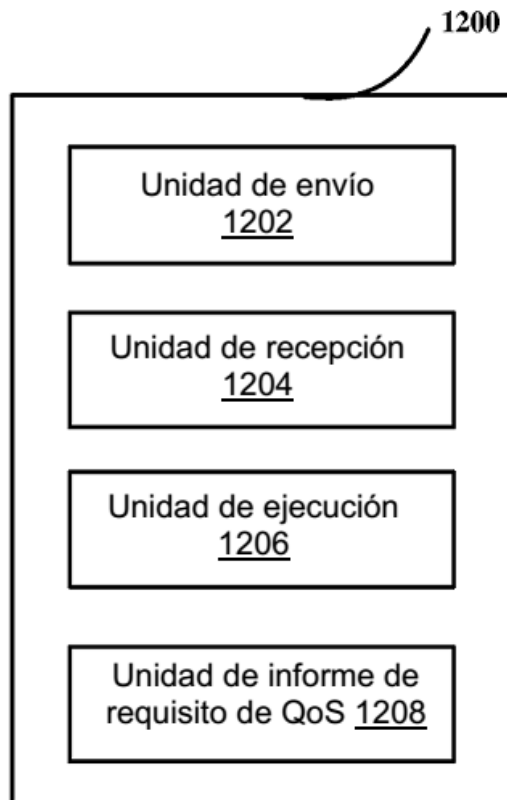 1200
Unidad de envío
1202
Unidad de recepción
1204
Unidad de ejecución
1206
Unidad de informe de
requisito de QoS 1208